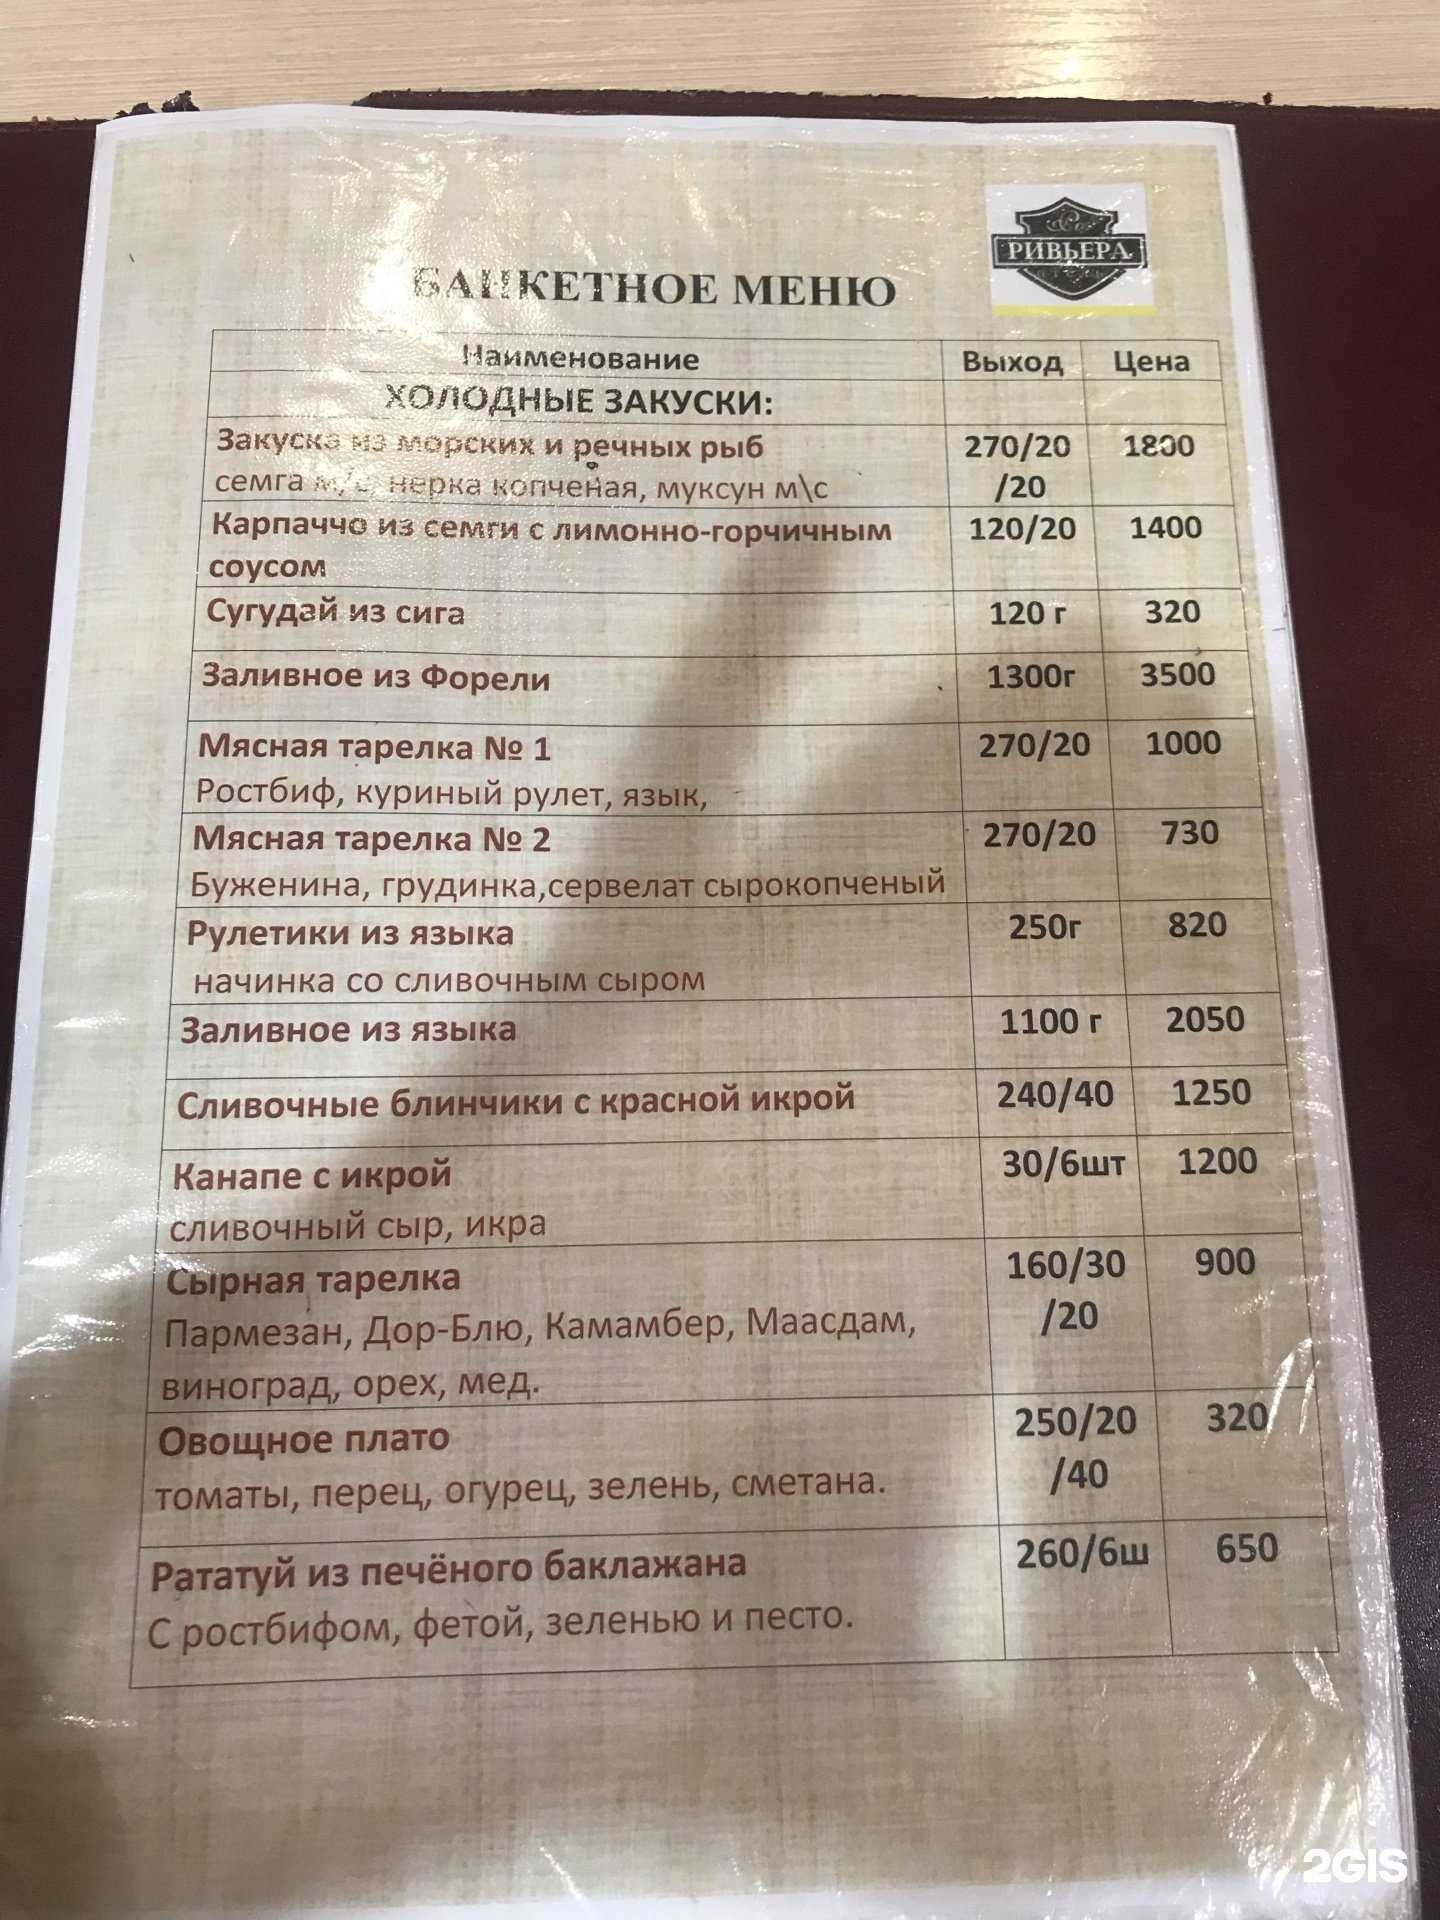 РИВЬЕРА
БАНКЕТНОЕ МЕНЮ
Наименование Выход Цена
ХОЛОДНЫЕ ЗАКУСКИ:
Закуска из морских и речных рыб 270/20 1800
семга м/с, нерка копченая, муксун м\с /20
Карпаччо из семги с лимонно-горчичным 120/20 1400
соусом
Сугудай из сига 120 г 320
Заливное из Форели 1300г 3500
Мясная тарелка № 1 270/20 1000
Ростбиф, куриный рулет, язык,
Мясная тарелка № 2 270/20 730
Буженина, грудинка,сервелат сырокопченый
Рулетики из языка 250г 820
начинка со сливочным сыром
Заливное из языка 1100 г 2050
Сливочные блинчики с красной икрой 240/40 1250
Канапе с икрой 30/6шт 1200
сливочный сыр, икра
Сырная тарелка 160/30 900
Пармезан, Дор-Блю, Камамбер, Маасдам, /20
виноград, орех, мед.
Овощное плато 250/20 320
томаты, перец, огурец, зелень, сметана. /40
Рататуй из печёного баклажана 260/6ш 650
С ростбифом, фетой, зеленью и песто.
2GIS